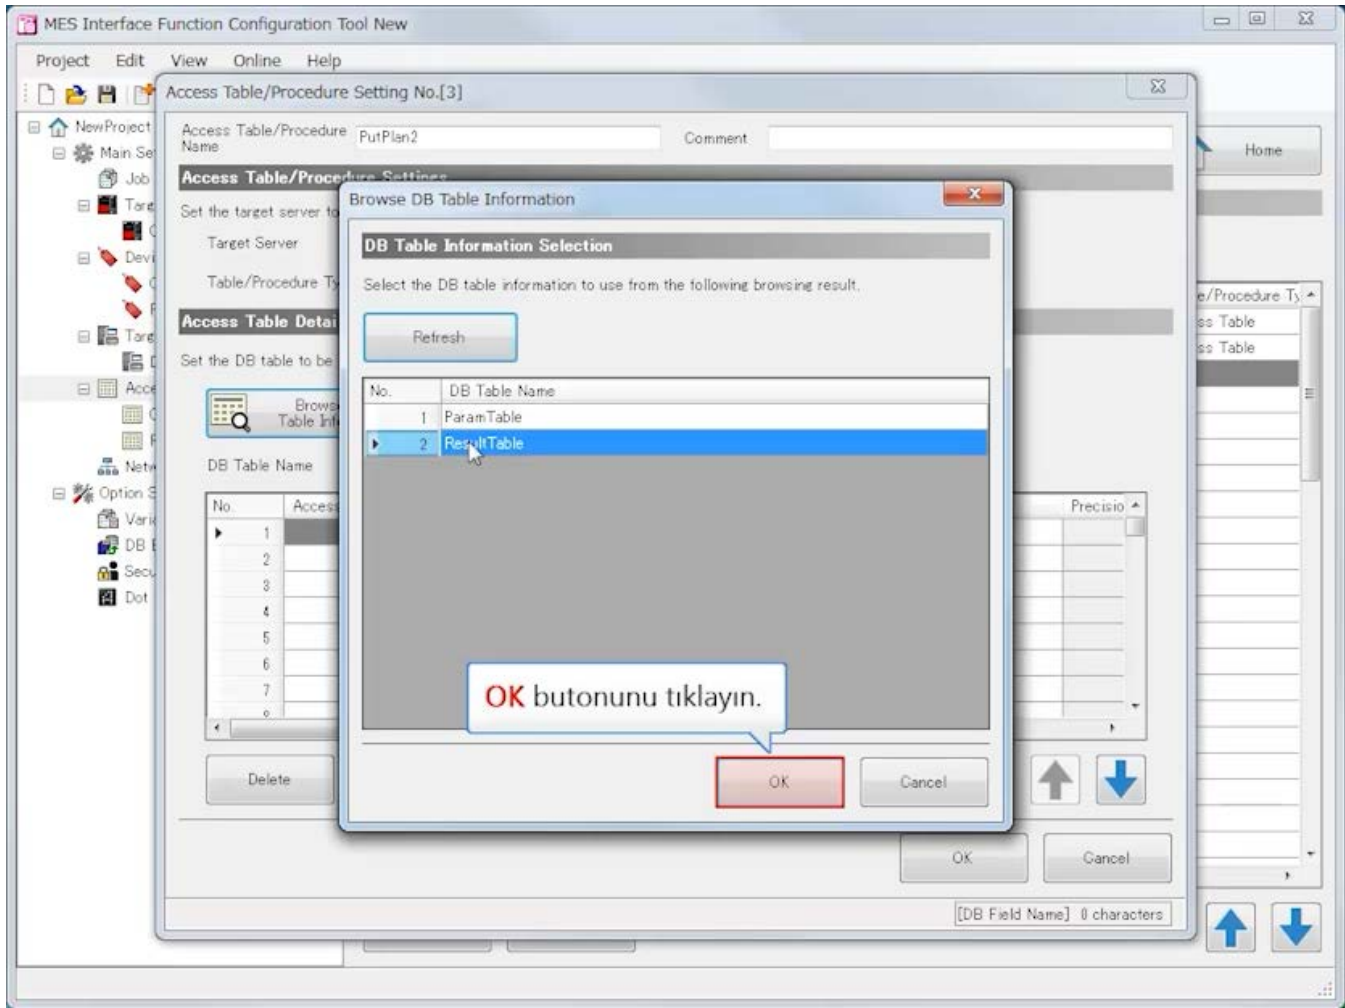 MES Interface Function Configuration Tool New
Project Edit View Online Help
Access Table/Procedure Setting No.[3]
NewProject
Access Table/Procedure Name PutPlan2 Comment
Home
Main Se
Job
Access Table/Procedure Settings
Browse DB Table Information
Set the target server to
Target Server
DB Table Information Selection
Devi
Table/Procedure Ty
Select the DB table information to use from the following browsing result.
e/Procedure Ty
Access Table Detai
ss Table
Refresh
ss Table
Set the DB table to be
Acce
No. DB Table Name
Brows
Table Inf
1 ParamTable
2 ResultTable
Netw
DB Table Name
Option S
No. Access
Precisio
Vari
1
DB E
2
Secu
3
Dot
4
5
6
7
OK butonunu tıklayın.
Delete
OK Cancel
OK Cancel
[DB Field Name] 0 characters